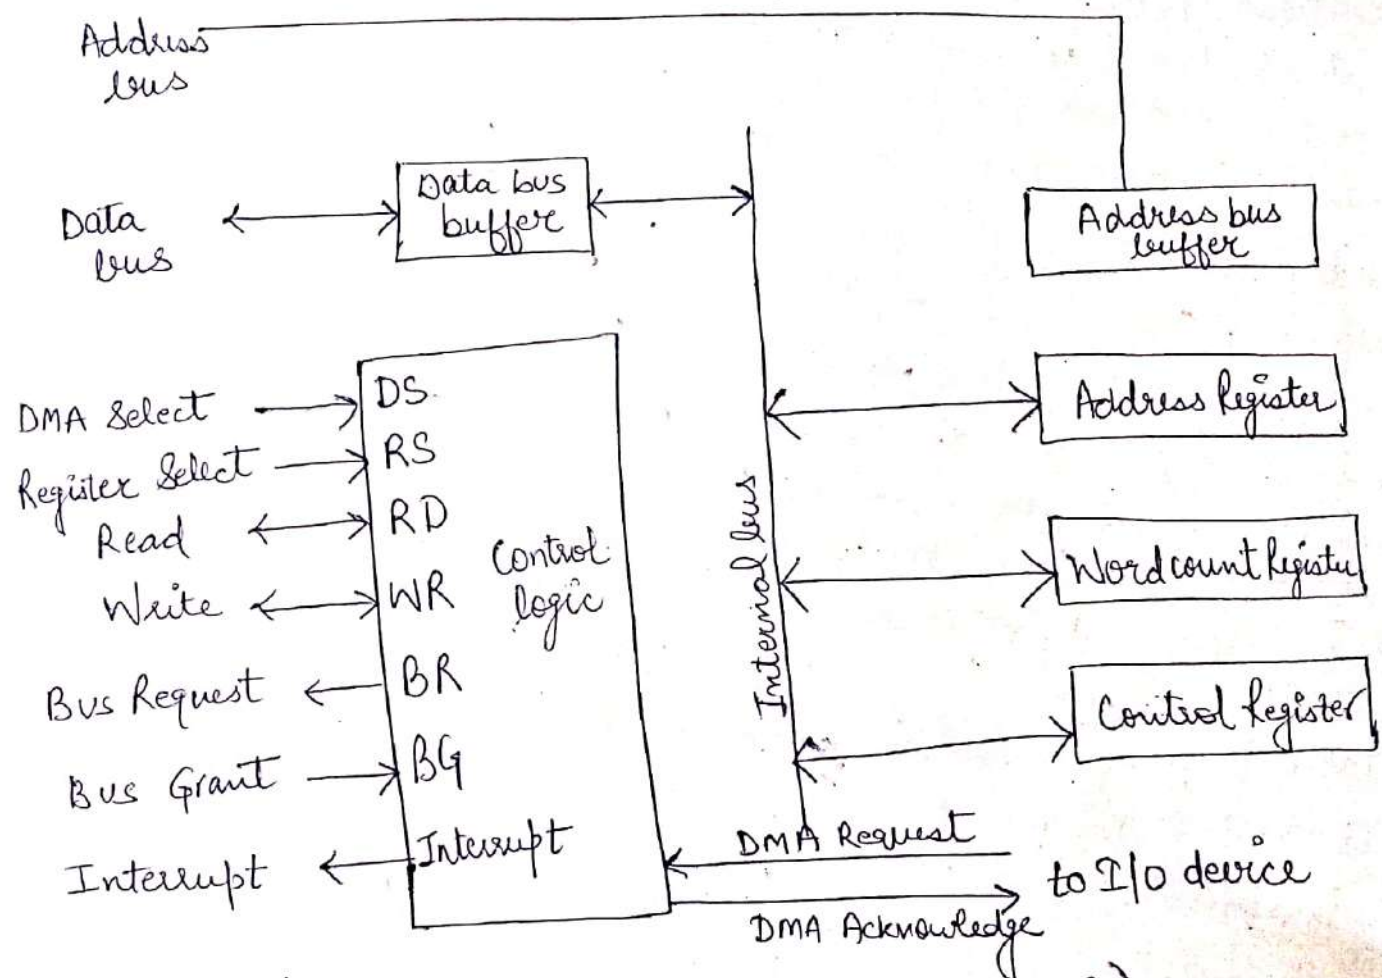 Address
bus
Data
bus
Data bus
buffer
Address bus
buffer
DMA Select
Register Select
Read
Write
Bus Request
Bus Grant
Interrupt
DS
RS
RD
WR
BR
BG
Interrupt
Control
logic
Internal bus
Address Register
Word count Register
Control Register
DMA Request
DMA Acknowledge
to I/O device